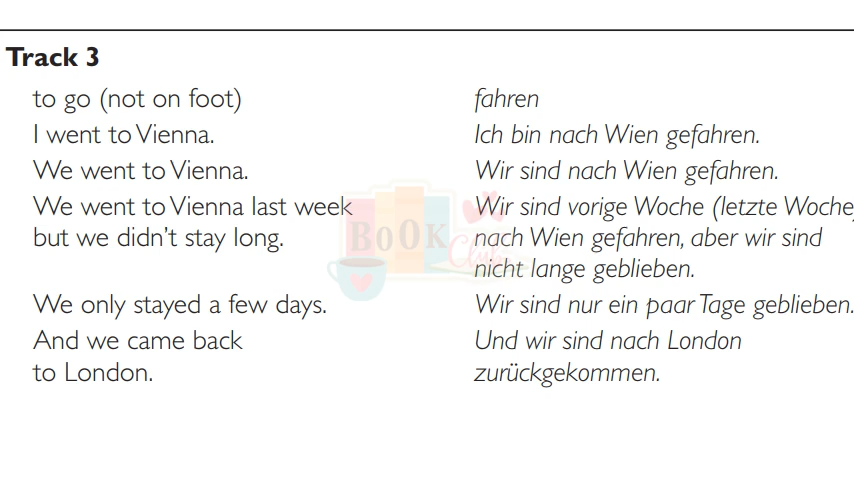 Track 3
to go (not on foot) fahren
I went to Vienna. Ich bin nach Wien gefahren.
We went to Vienna. Wir sind nach Wien gefahren.
We went to Vienna last week Wir sind vorige Woche (letzte Woche)
but we didn't stay long. nach Wien gefahren, aber wir sind
nicht lange geblieben.
We only stayed a few days. Wir sind nur ein paar Tage geblieben.
And we came back Und wir sind nach London
to London. zurückgekommen.
BOOK
Clubs